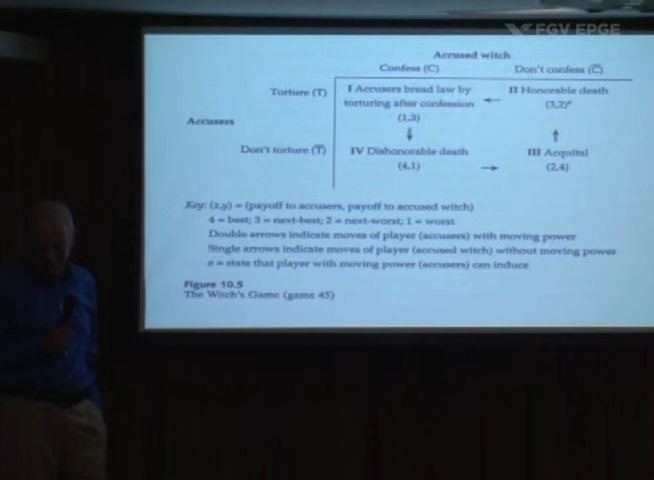 FGV EPGE
Accused witch
Confess (C) Don't confess (C̅)
Torture (T) I Accusers bread law by II Honorable death
torturing after confession ← (3,2)ᵃ
Accusers (1,3)
⇓ ⇑
Don't torture (T̅) IV Dishonorable death III Acquital
(4,1) → (2,4)
Key: (x,y) = (payoff to accusers, payoff to accused witch)
4 = best; 3 = next-best; 2 = next-worst; 1 = worst
Double arrows indicate moves of player (accusers) with moving power
Single arrows indicate moves of player (accused witch) without moving power
a = state that player with moving power (accusers) can induce
Figure 10.5
The Witch's Game (game 45)